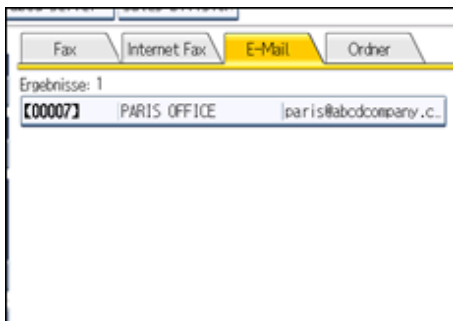 Fax Internet Fax E-Mail Ordner
Ergebnisse: 1
[00007] PARIS OFFICE paris@abcdcompany.c..